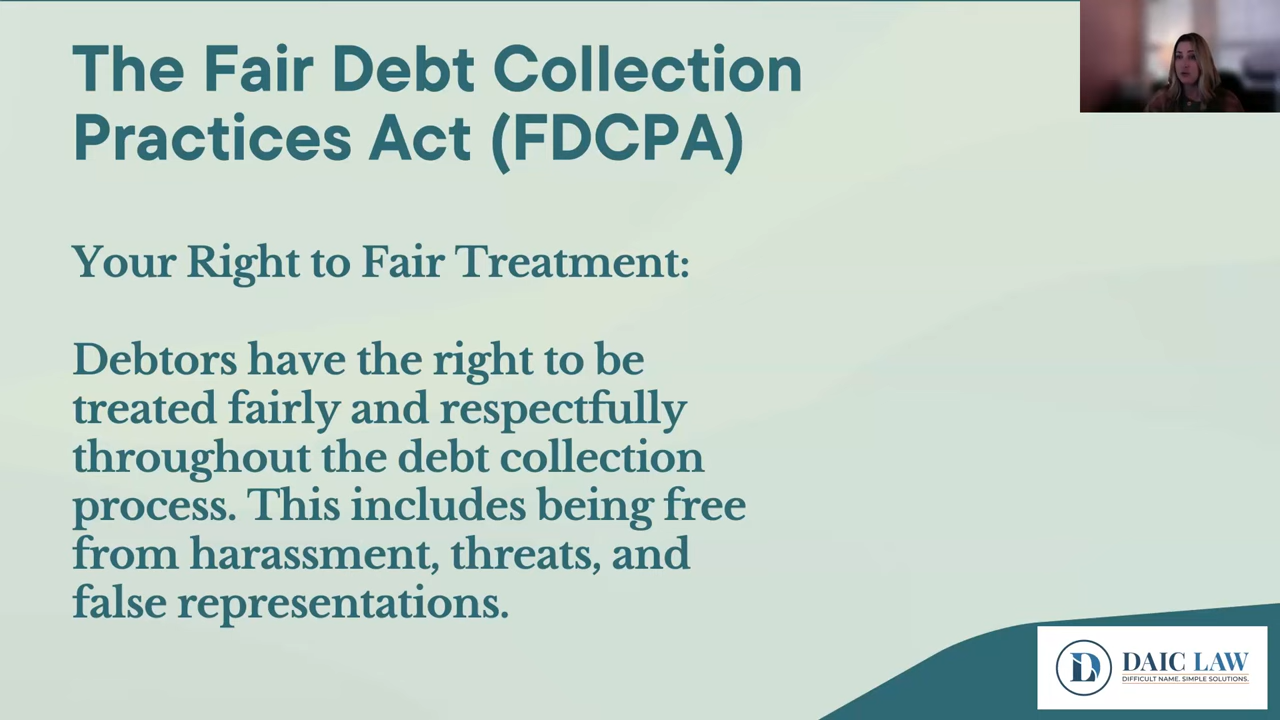 The Fair Debt Collection
Practices Act (FDCPA)
Your Right to Fair Treatment:
Debtors have the right to be
treated fairly and respectfully
throughout the debt collection
process. This includes being free
from harassment, threats, and
false representations.
DAIC LAW
DIFFICULT NAME. SIMPLE SOLUTIONS.